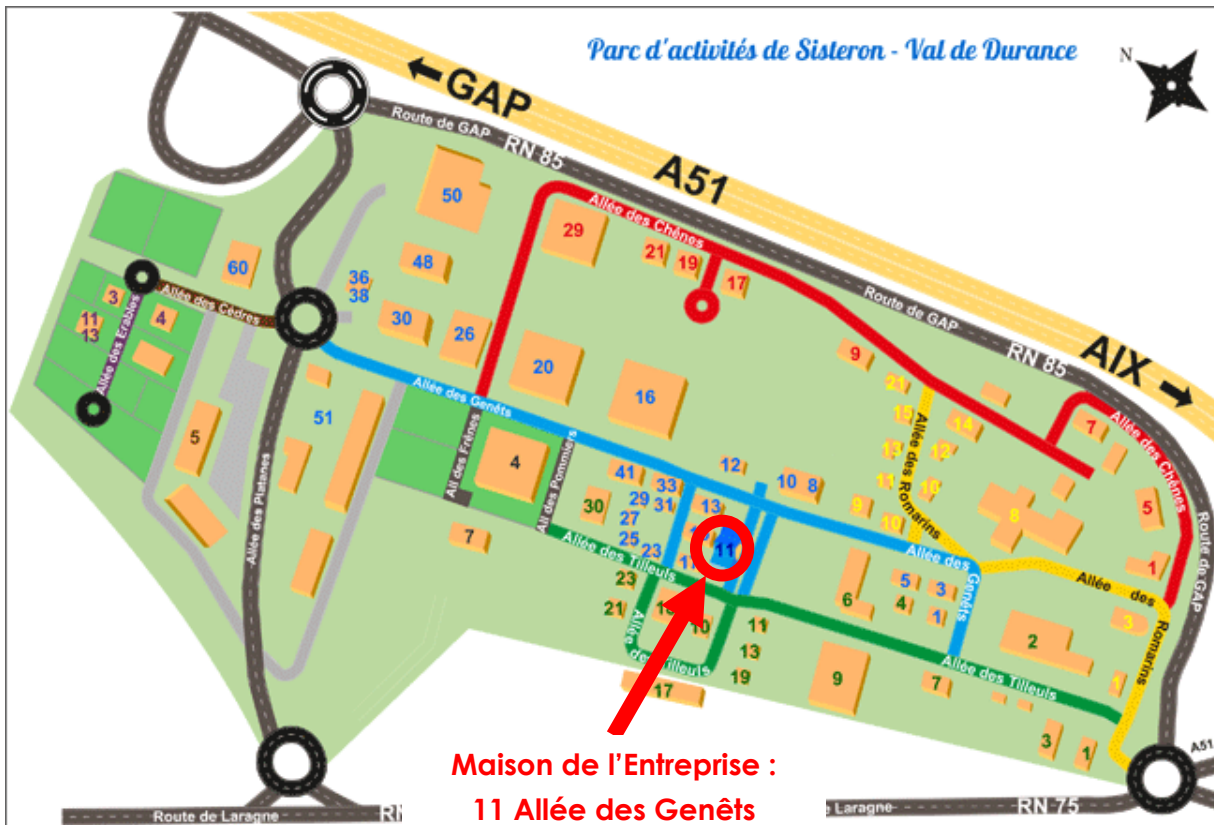 Parc d'activités de Sisteron - Val de Durance
N
GAP
A51
AIX
Route de GAP
RN 85
Route de GAP
RN 85
Route de GAP
Allée des Chênes
Allée des Chênes
50
29
21
19
17
60
48
36
38
30
26
20
16
9
21
15
14
13
12
11
10
7
5
1
8
Allée des Cèdres
Allée des Erables
3
4
11
13
5
51
Allée des Platanes
Allée des Genêts
All des Frênes
All des Pommiers
4
7
30
41
33
31
29
27
25
23
12
13
11
10
8
9
10
Allée des Romarins
Allée des Genêts
Allée des
Romarins
5
3
1
6
4
2
3
1
Allée des Tilleuls
23
21
10
11
13
19
17
Allée
des Tilleuls
9
7
Allée des Tilleuls
3
1
Maison de l'Entreprise :
11 Allée des Genêts
Route de Laragne
RN
de Laragne
RN 75
A51